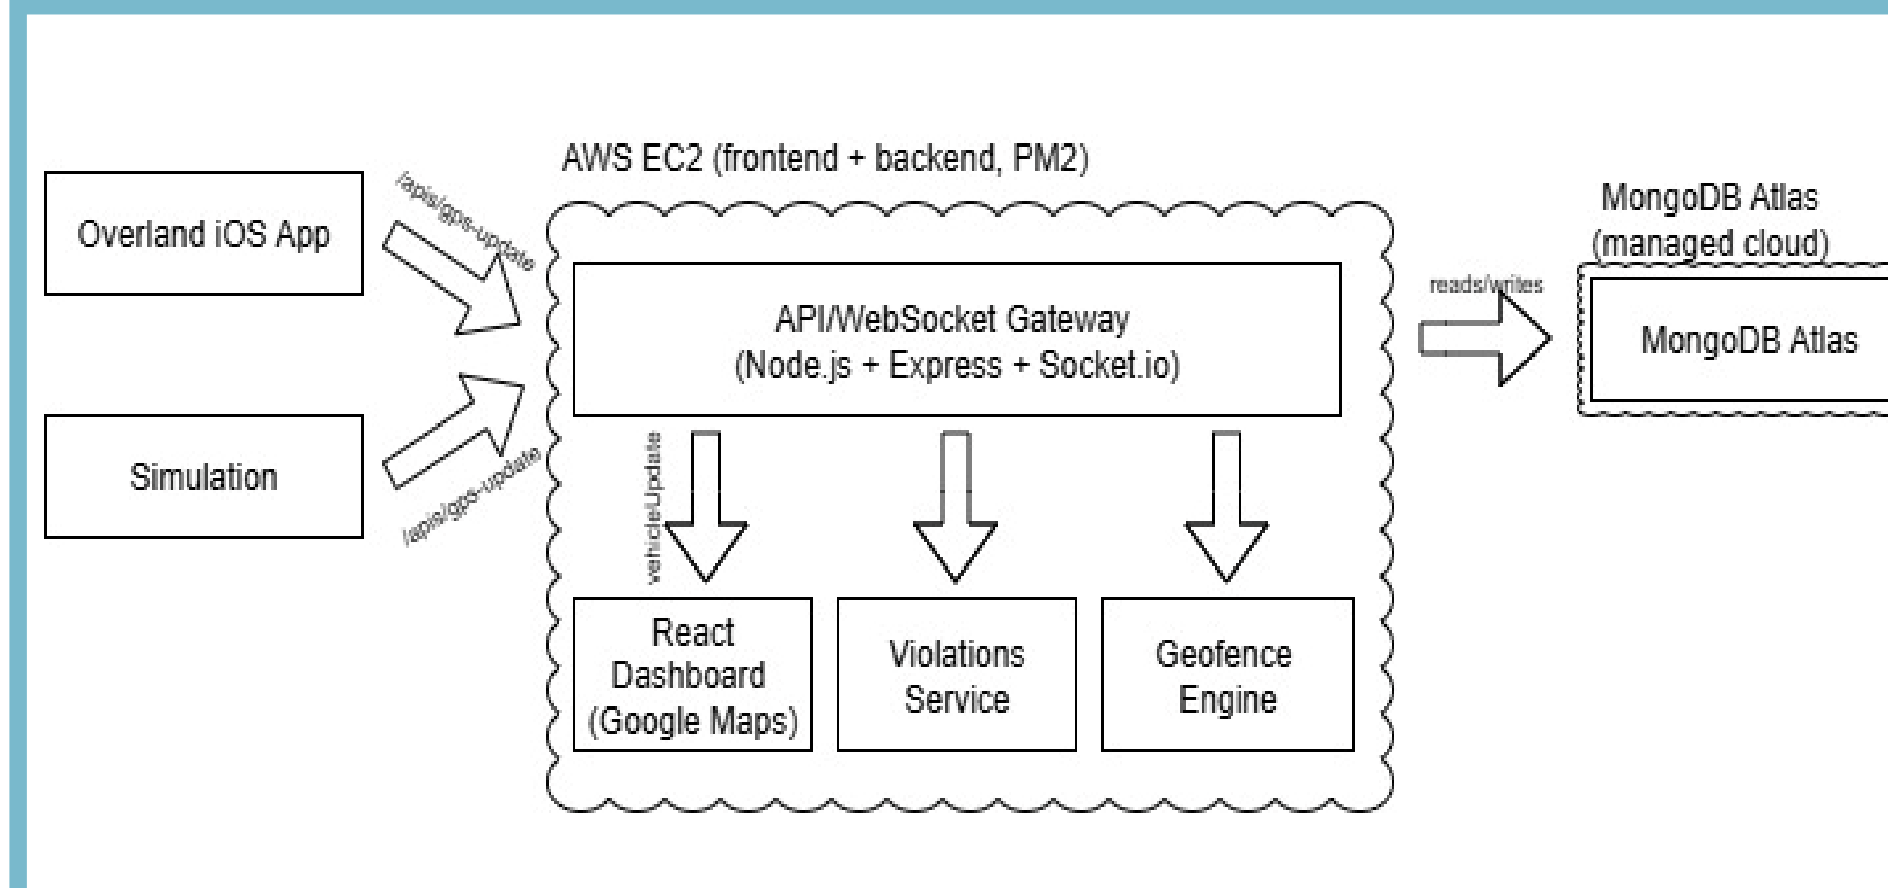 AWS EC2 (frontend + backend, PM2)
Overland iOS App
/apis/gps-update
API/WebSocket Gateway
(Node.js + Express + Socket.io)
reads/writes
MongoDB Atlas
(managed cloud)
MongoDB Atlas
Simulation
/apis/gps-update
vehicleUpdate
React
Dashboard
(Google Maps)
Violations
Service
Geofence
Engine